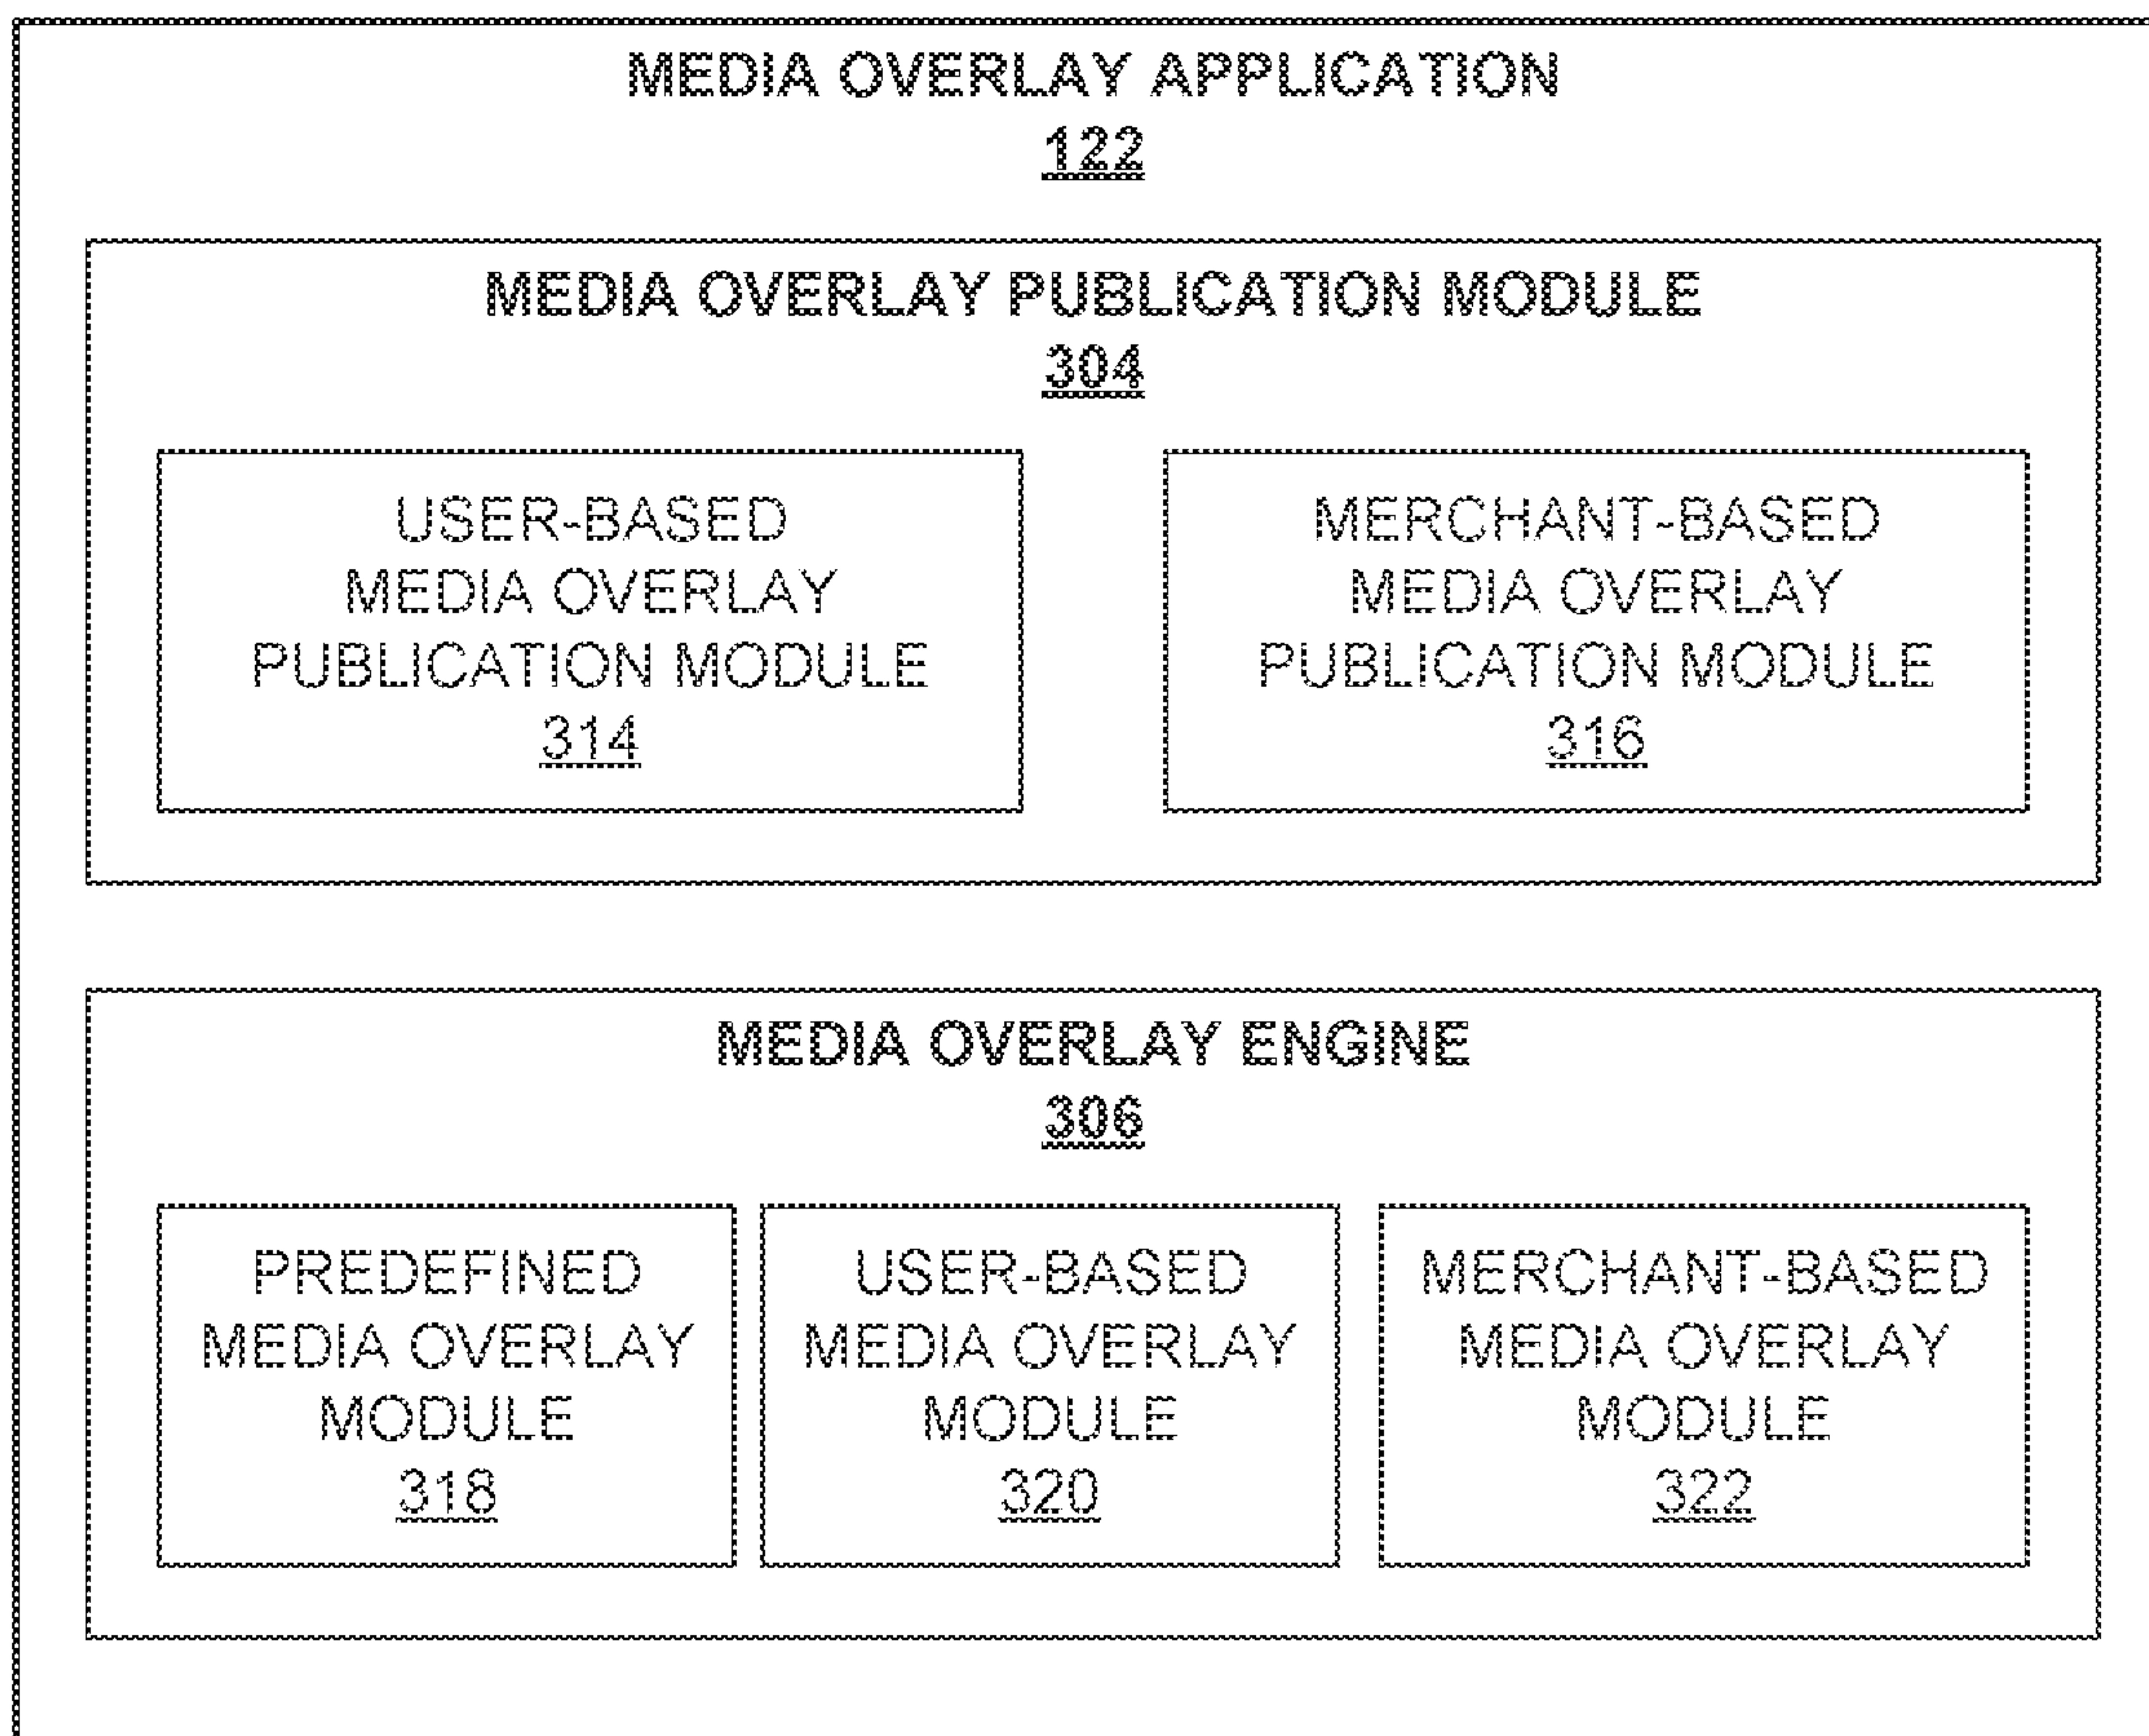 MEDIA OVERLAY APPLICATION
122
MEDIA OVERLAY PUBLICATION MODULE
304
USER-BASED
MEDIA OVERLAY
PUBLICATION MODULE
314
MERCHANT-BASED
MEDIA OVERLAY
PUBLICATION MODULE
316
MEDIA OVERLAY ENGINE
306
PREDEFINED
MEDIA OVERLAY
MODULE
318
USER-BASED
MEDIA OVERLAY
MODULE
320
MERCHANT-BASED
MEDIA OVERLAY
MODULE
322